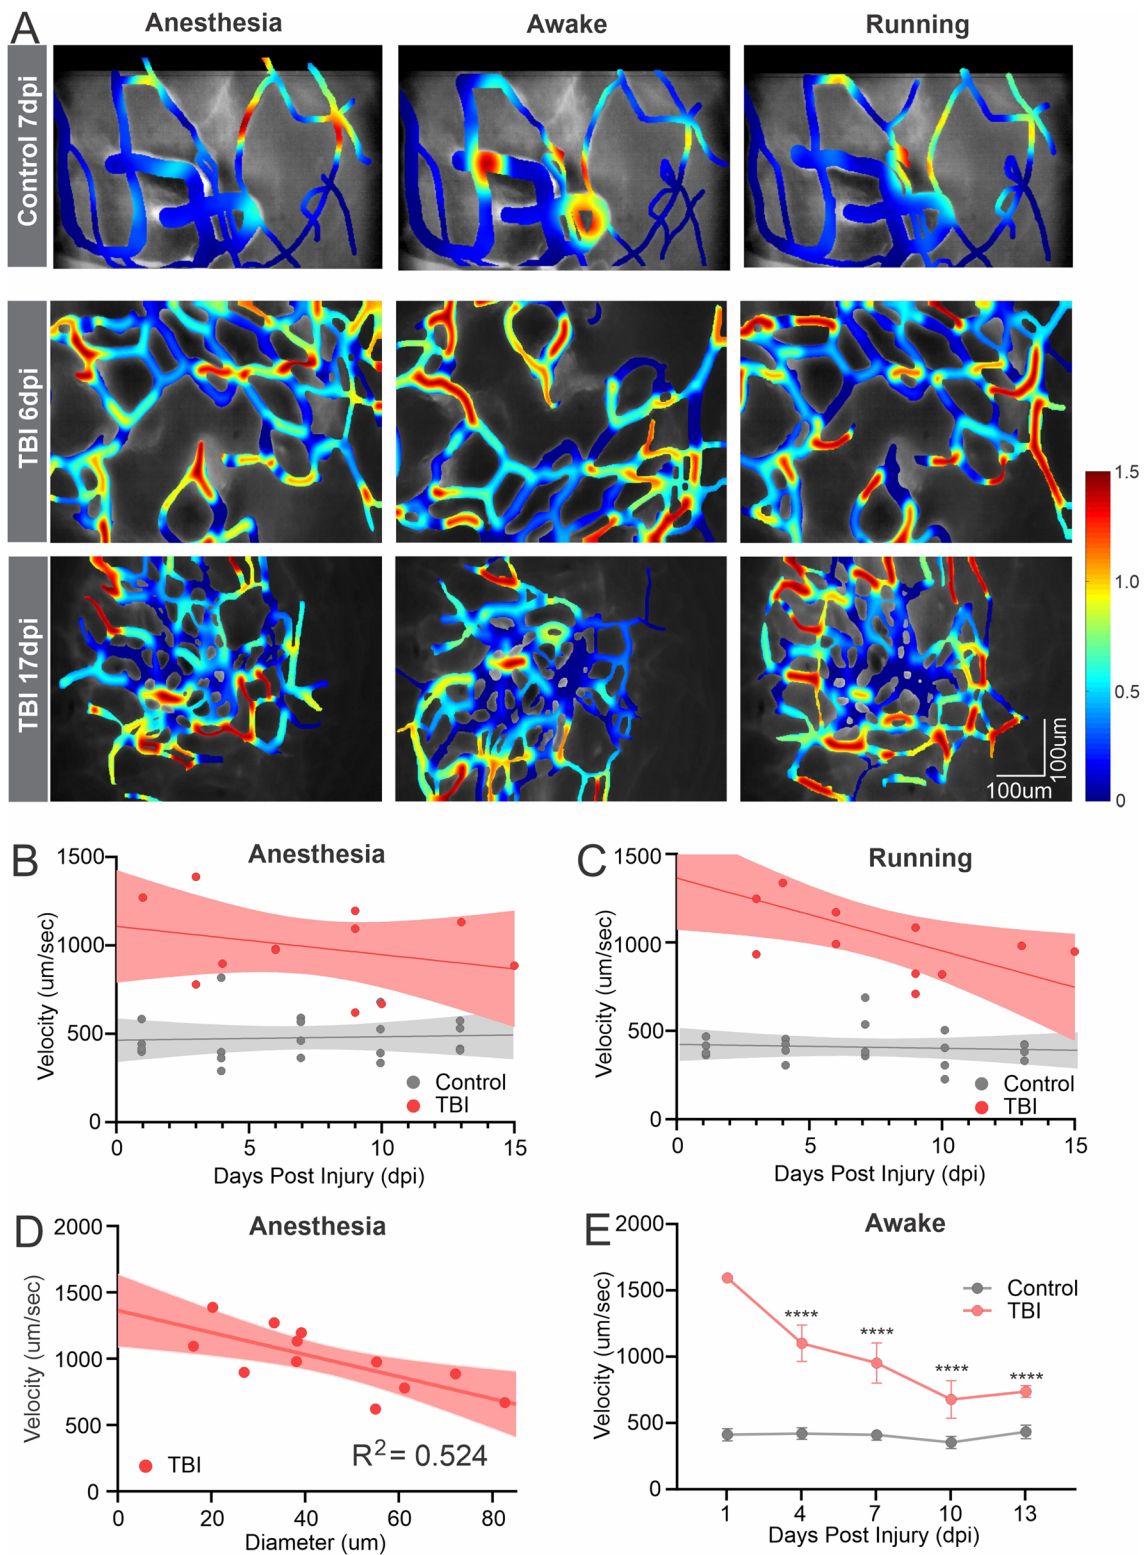 A
Anesthesia
Awake
Running
Control 7dpi
TBI 6dpi
TBI 17dpi
1.5
1.0
0.5
0
100um
100um
B
Anesthesia
Velocity (um/sec)
1500
1000
500
0
0
5
10
15
Control
TBI
Days Post Injury (dpi)
C
Running
Velocity (um/sec)
1500
1000
500
0
0
5
10
15
Control
TBI
Days Post Injury (dpi)
D
Anesthesia
Velocity (um/sec)
2000
1500
1000
500
0
0
20
40
60
80
TBI
R2 = 0.524
Diameter (um)
E
Awake
Velocity (um/sec)
2000
1500
1000
500
0
1
4
7
10
13
Control
TBI
****
****
****
****
Days Post Injury (dpi)